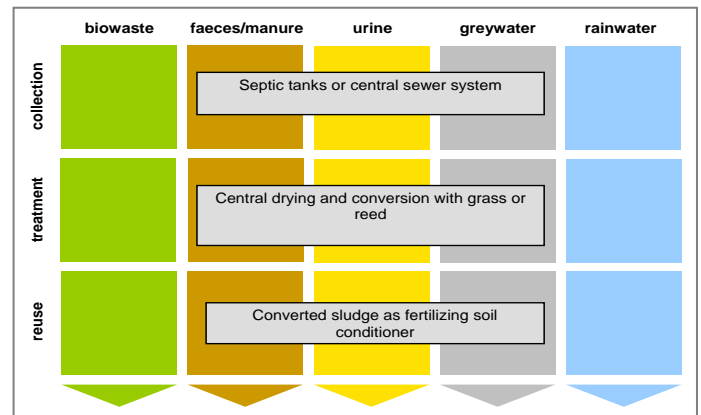 biowaste faeces/manure urine greywater rainwater
collection
Septic tanks or central sewer system
treatment
Central drying and conversion with grass or
reed
reuse
Converted sludge as fertilizing soil
conditioner